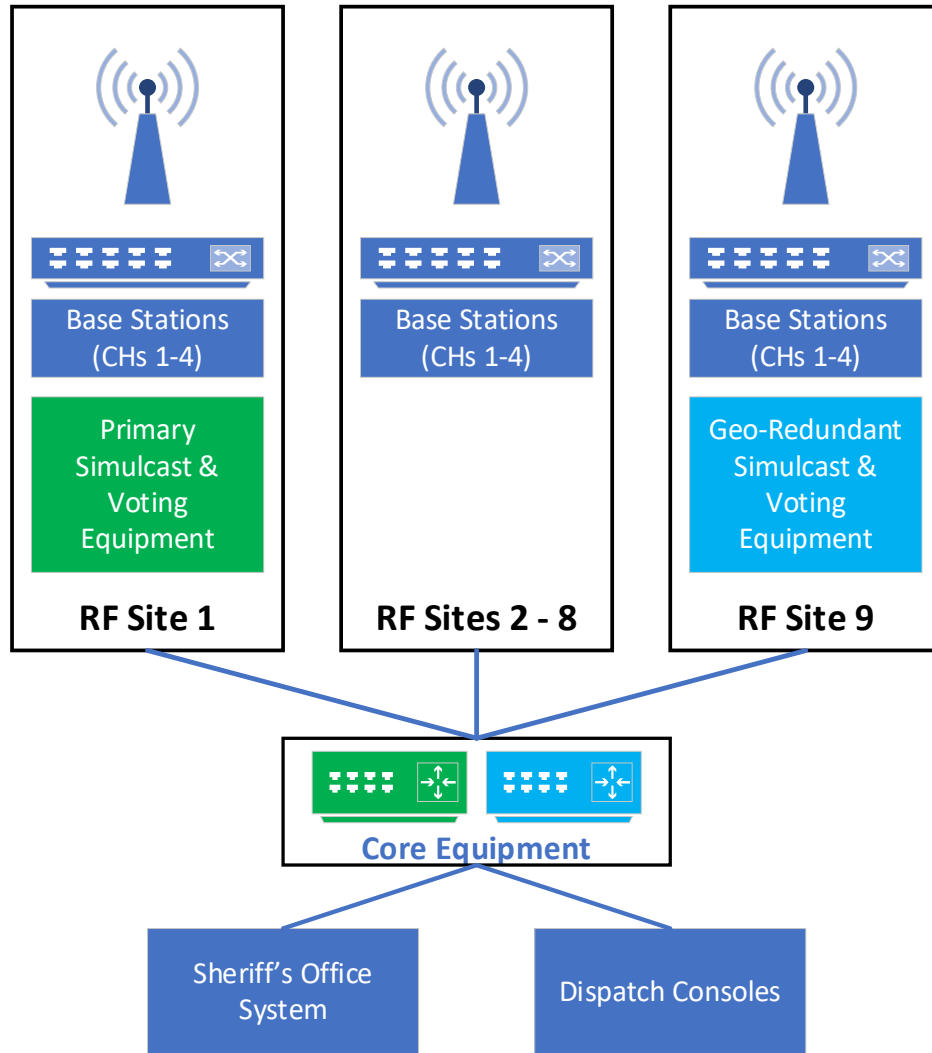 Base Stations
(CHs 1-4)
Primary
Simulcast &
Voting
Equipment
RF Site 1
Base Stations
(CHs 1-4)
RF Sites 2 - 8
Base Stations
(CHs 1-4)
Geo-Redundant
Simulcast &
Voting
Equipment
RF Site 9
Core Equipment
Sheriff’s Office
System
Dispatch Consoles